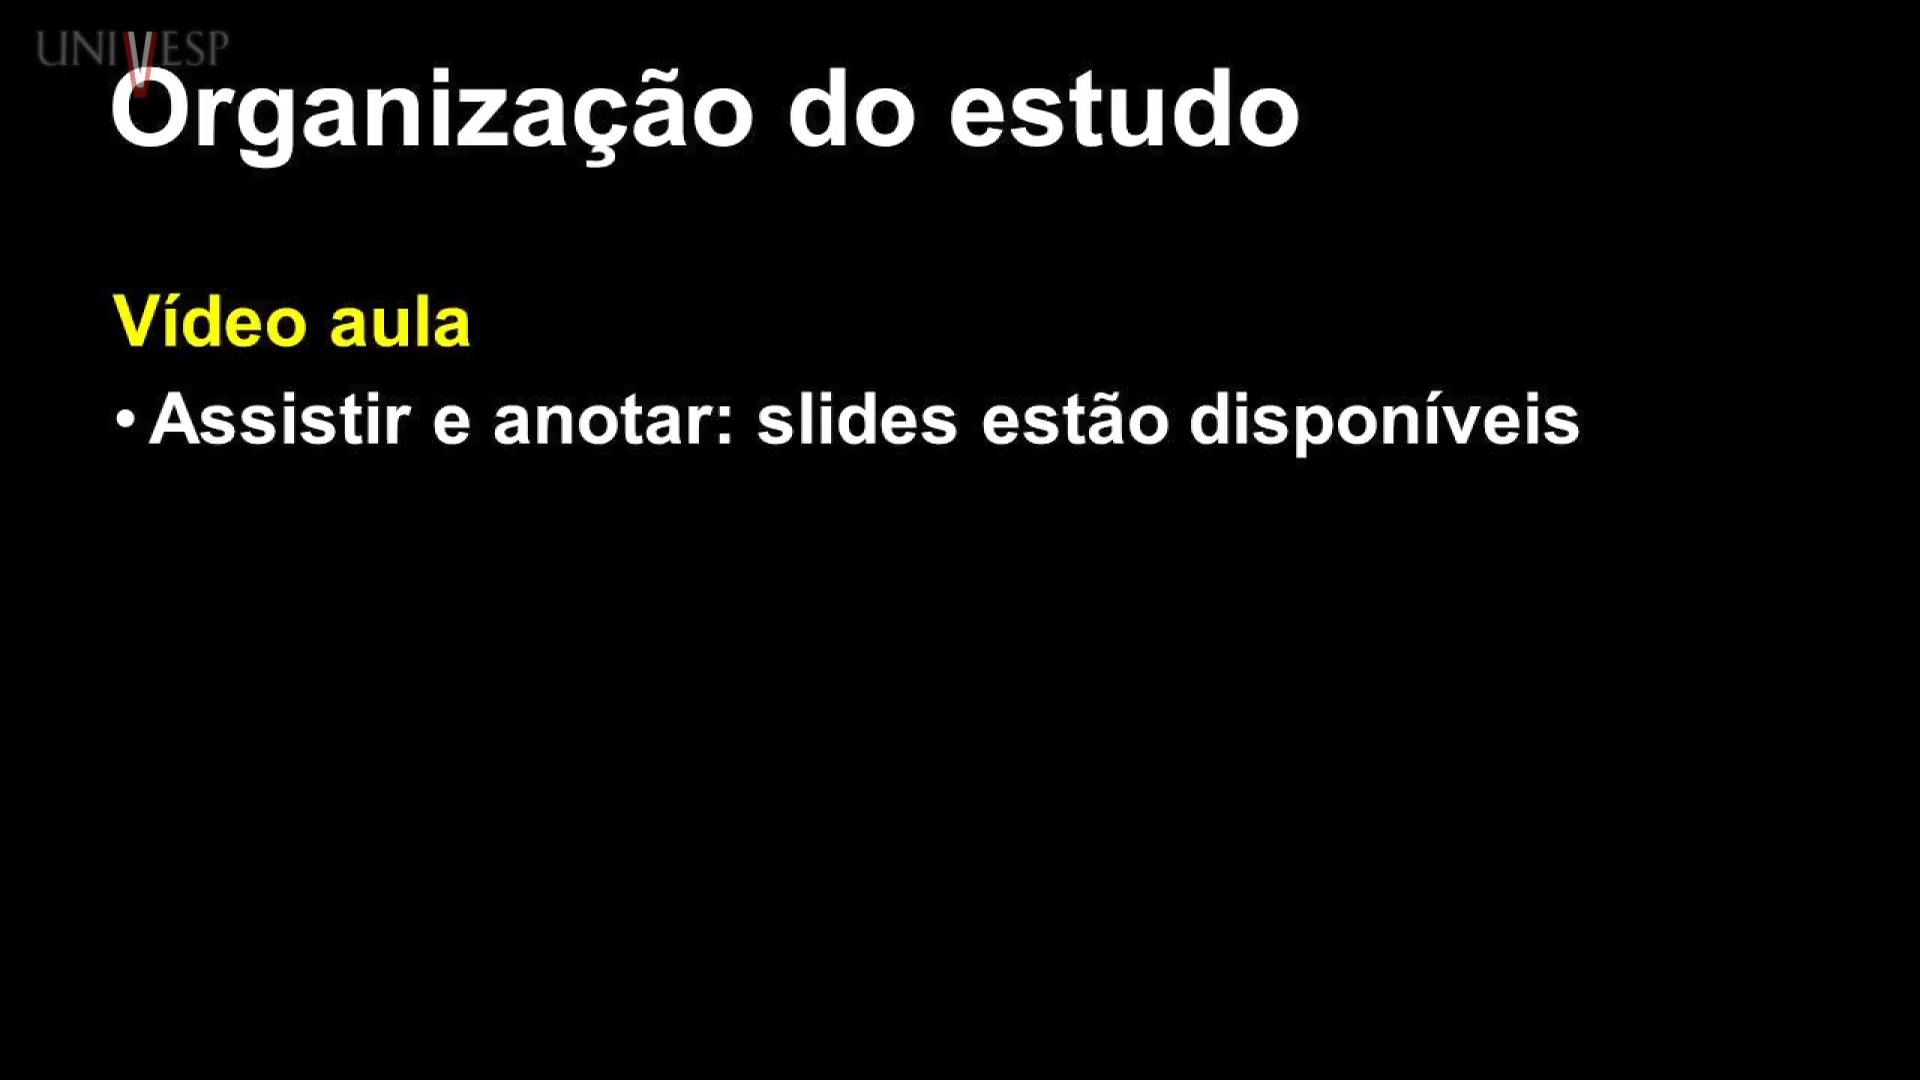 UNIVESP
Organização do estudo
Vídeo aula
• Assistir e anotar: slides estão disponíveis